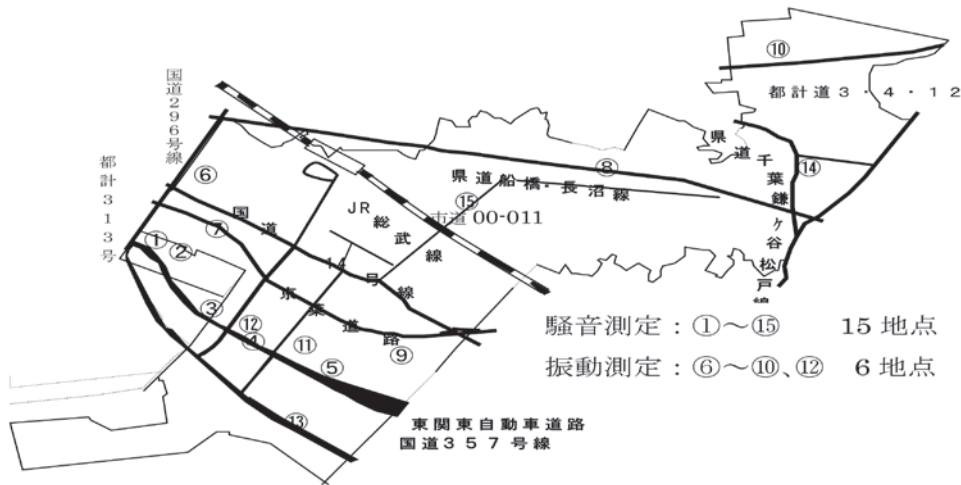 ⑩
都計道3・4・12
国道296号線
都計313号
県道千葉鎌ヶ谷松戸線
⑧
⑭
⑥
県道船橋・長沼線
⑮
国道14号線
JR総武線
市道00-011
⑦
①
②
京葉道路
③
⑫
④
⑪
⑨
⑤
騒音測定：①～⑮ 15地点
振動測定：⑥～⑩、⑫ 6地点
⑬
東関東自動車道路
国道357号線